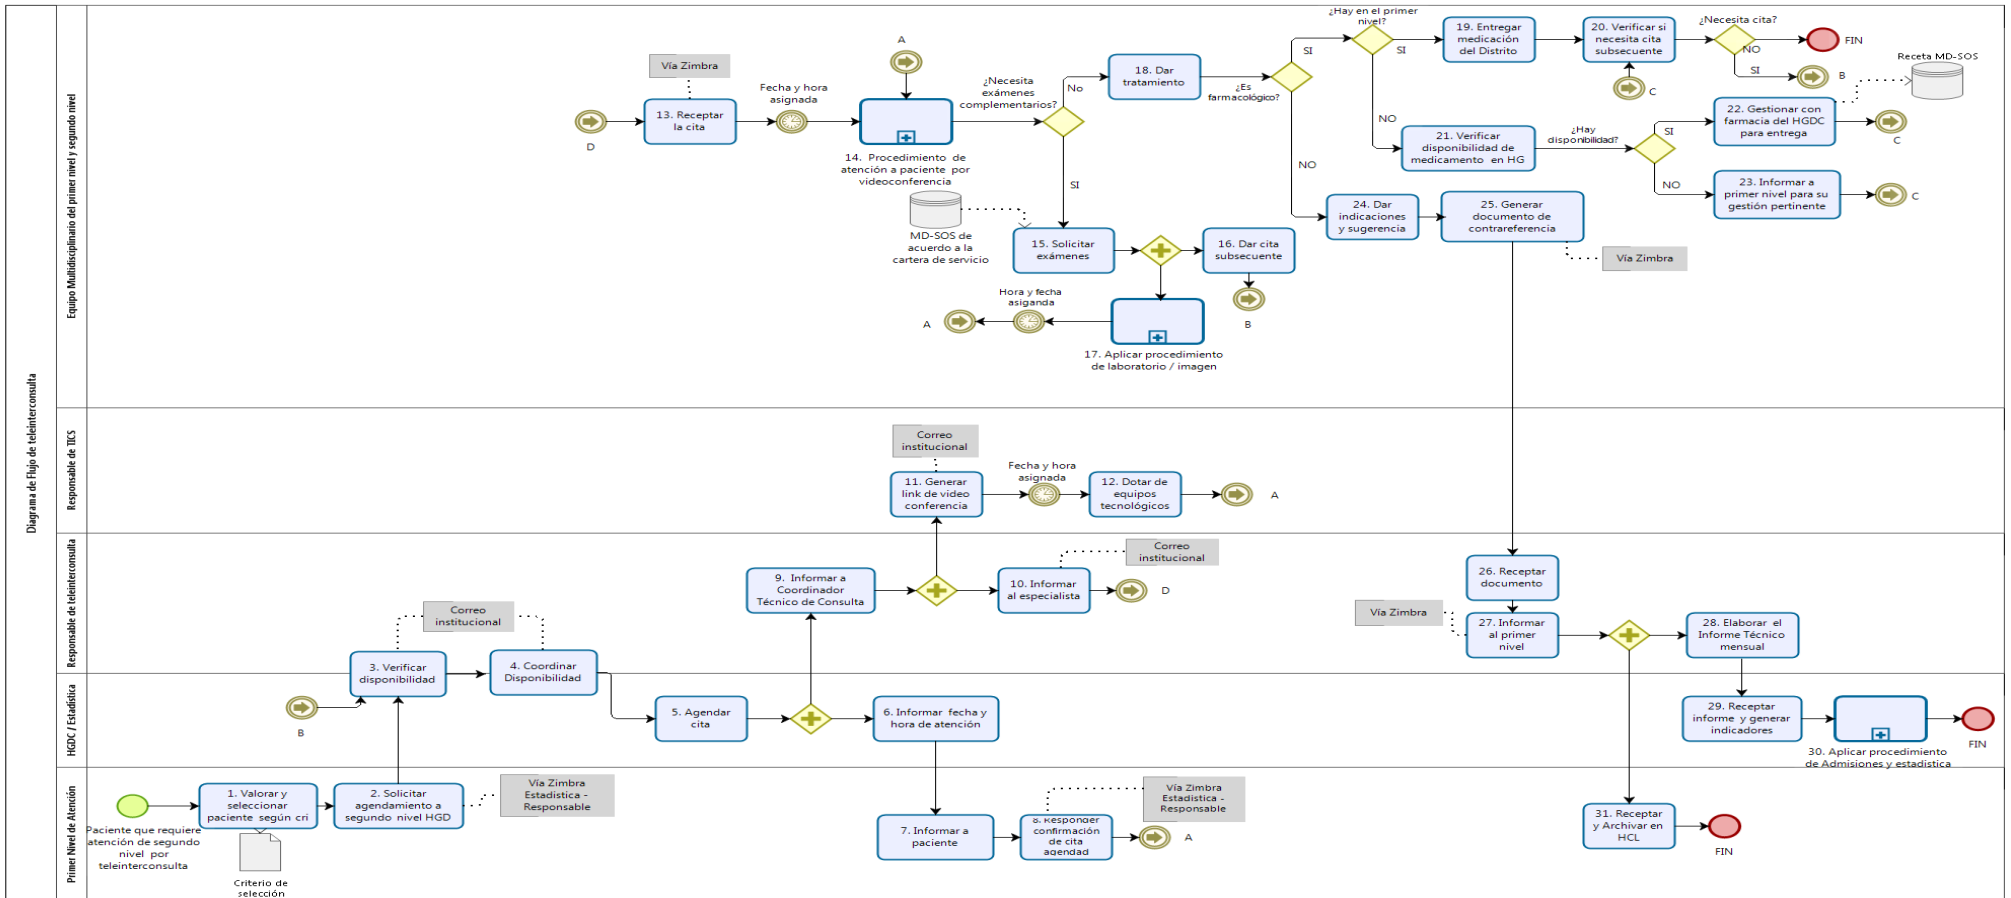 Diagrama de Flujo de teleinterconsulta
Equipo Multidisciplinario del primer nivel y segundo nivel
Vía Zimbra
13. Receptar
la cita
D
Fecha y hora
asignada
A
14. Procedimiento de
atención a paciente por
videoconferencia
¿Necesita
exámenes
complementarios?
No
SI
18. Dar
tratamiento
¿Es
farmacológico?
SI
NO
¿Hay en el primer
nivel?
SI
NO
19. Entregar
medicación
del Distrito
20. Verificar si
necesita cita
subsecuente
C
¿Necesita cita?
NO
FIN
SI
B
Receta MD-SOS
21. Verificar
disponibilidad de
medicamento en HG
¿Hay
disponibilidad?
SI
NO
22. Gestionar con
farmacia del HGDC
para entrega
C
23. Informar a
primer nivel para su
gestión pertinente
C
24. Dar
indicaciones
y sugerencia
25. Generar
documento de
contrareferencia
Vía Zimbra
MD-SOS de
acuerdo a la
cartera de servicio
15. Solicitar
exámenes
16. Dar cita
subsecuente
B
Hora y fecha
asiganda
A
17. Aplicar procedimiento
de laboratorio / imagen
Responsable de TICS
Correo
institucional
11. Generar
link de video
conferencia
Fecha y hora
asignada
12. Dotar de
equipos
tecnológicos
A
Responsable de teleinterconsulta
Correo
institucional
9. Informar a
Coordinador
Técnico de Consulta
10. Informar
al especialista
D
Correo
institucional
3. Verificar
disponibilidad
4. Coordinar
Disponibilidad
26. Receptar
documento
Vía Zimbra
27. Informar
al primer
nivel
28. Elaborar el
Informe Técnico
mensual
HGDC / Estadística
B
5. Agendar
cita
6. Informar fecha y
hora de atención
29. Receptar
informe y generar
indicadores
30. Aplicar procedimiento
de Admisiones y estadistica
FIN
Primer Nivel de Atención
Paciente que requiere
atención de segundo
nivel por
teleinterconsulta
1. Valorar y
seleccionar
paciente según cri
Criterio de
selección
2. Solicitar
agendamiento a
segundo nivel HGD
Vía Zimbra
Estadistica -
Responsable
7. Informar a
paciente
8. Responder
confirmación
de cita
agendad
Vía Zimbra
Estadistica -
Responsable
A
31. Receptar
y Archivar en
HCL
FIN